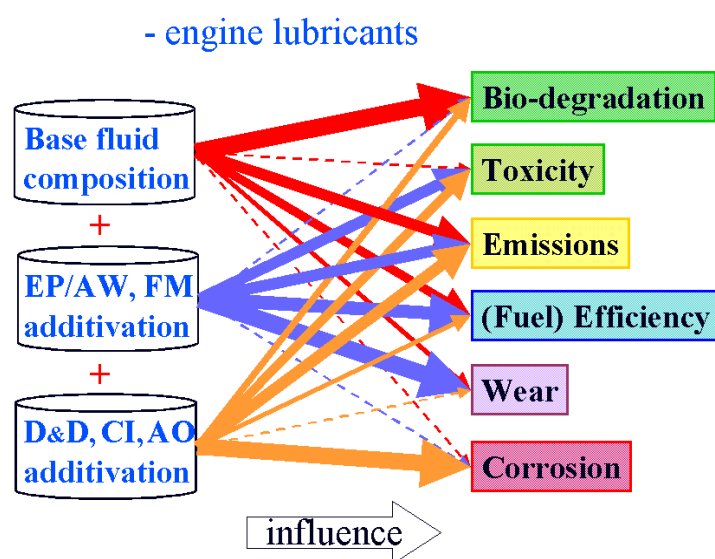 - engine lubricants
Base fluid
composition
+
EP/AW, FM
additivation
+
D&D, CI, AO
additivation
Bio-degradation
Toxicity
Emissions
(Fuel) Efficiency
Wear
Corrosion
influence